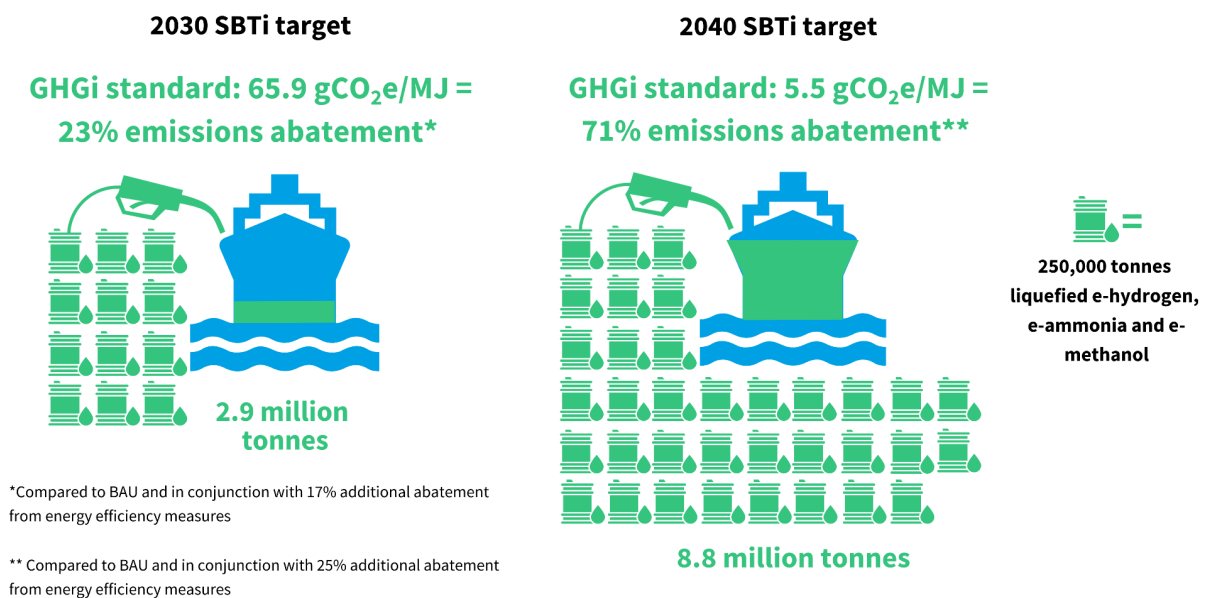 2030 SBTi target
GHGi standard: 65.9 gCO₂e/MJ =
23% emissions abatement*
2.9 million
tonnes
*Compared to BAU and in conjunction with 17% additional abatement
from energy efficiency measures
** Compared to BAU and in conjunction with 25% additional abatement
from energy efficiency measures
2040 SBTi target
GHGi standard: 5.5 gCO₂e/MJ =
71% emissions abatement**
8.8 million tonnes
=
250,000 tonnes
liquefied e-hydrogen,
e-ammonia and e-
methanol